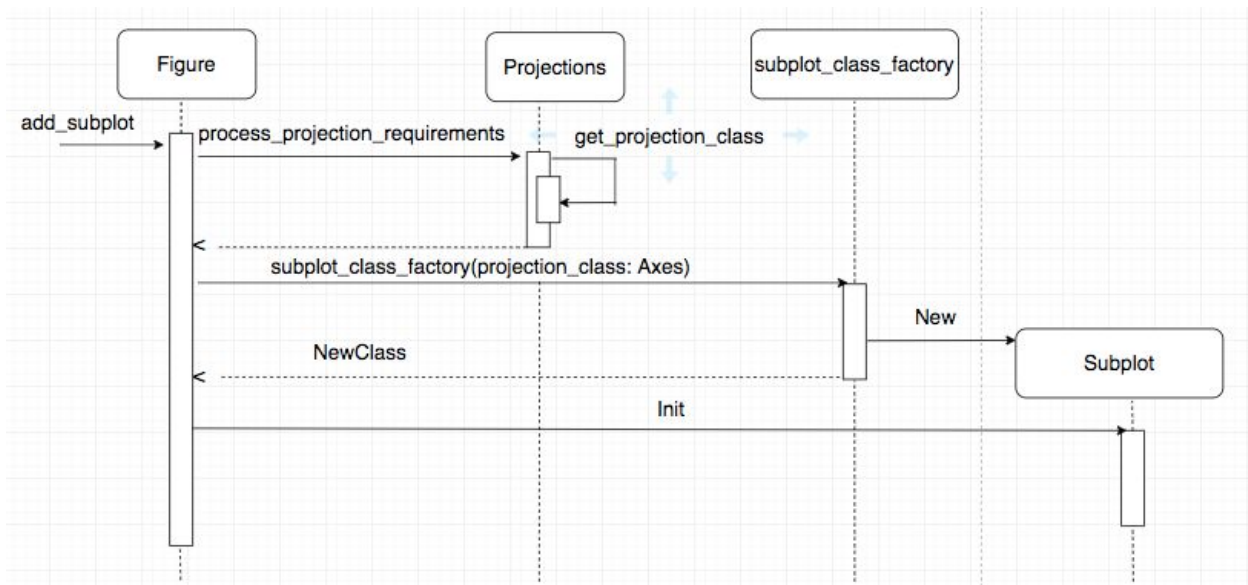 Figure
Projections
subplot_class_factory
add_subplot
process_projection_requirements
get_projection_class
subplot_class_factory(projection_class: Axes)
New
NewClass
Subplot
Init